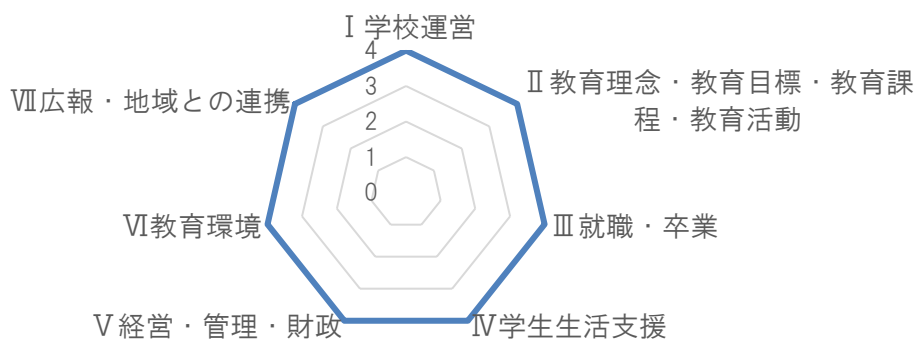 Ⅰ 学校運営
4
3
2
1
0
Ⅱ教育理念・教育目標・教育課
程・教育活動
Ⅲ就職・卒業
Ⅳ学生生活支援
Ⅴ経営・管理・財政
Ⅵ教育環境
Ⅶ広報・地域との連携